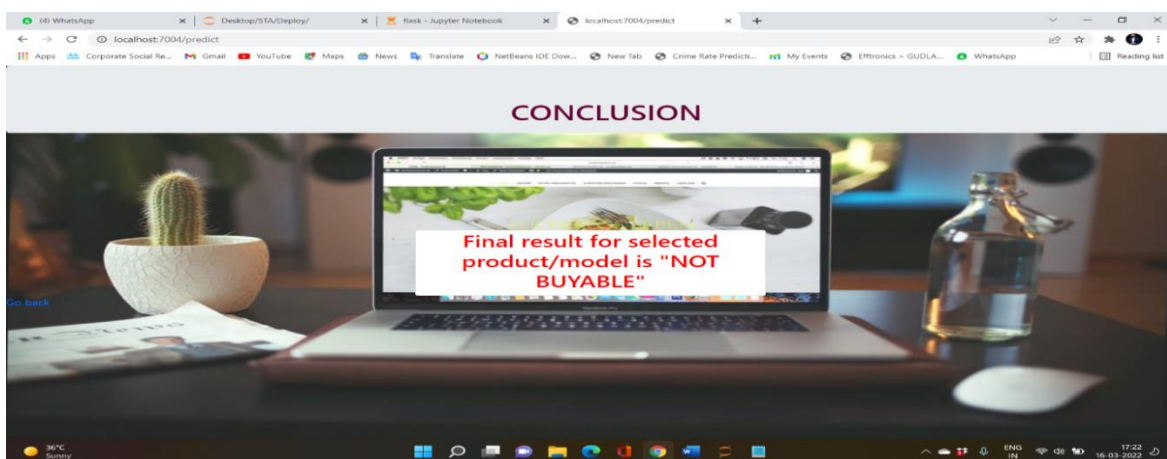 (4) WhatsApp
Desktop/STA/Deploy/
flask - Jupyter Notebook
localhost:7004/predict
localhost:7004/predict
Apps Corporate Social Re... Gmail YouTube Maps News Translate NetBeans IDE Dow... New Tab Crime Rate Predicti... My Events Efftronics > GUDLA... WhatsApp Reading list
CONCLUSION
Final result for selected
product/model is "NOT
BUYABLE"
Go back
36°C
Sunny
ENG
IN
17:22
16-03-2022